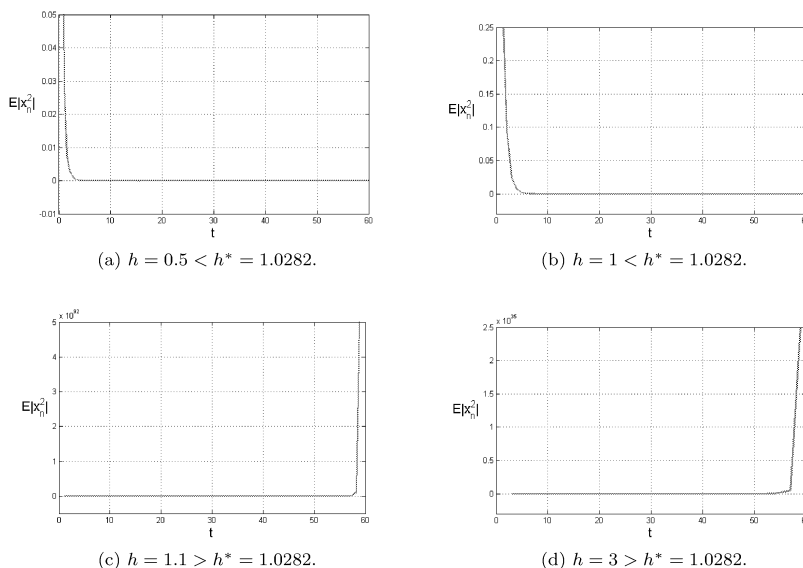 0.05
0.04
0.03
0.02
0.01
0
-0.01
E|x_n^2|
0 10 20 30 40 50 60
t
(a) h = 0.5 < h* = 1.0282.
0.25
0.2
0.15
0.1
0.05
0
E|x_n^2|
0 10 20 30 40 50 60
t
(b) h = 1 < h* = 1.0282.
5
4
3
2
1
0
E|x_n^2|
0 10 20 30 40 50 60
t
(c) h = 1.1 > h* = 1.0282.
2.5
2
1.5
1
0.5
0
E|x_n^2|
0 10 20 30 40 50 60
t
(d) h = 3 > h* = 1.0282.